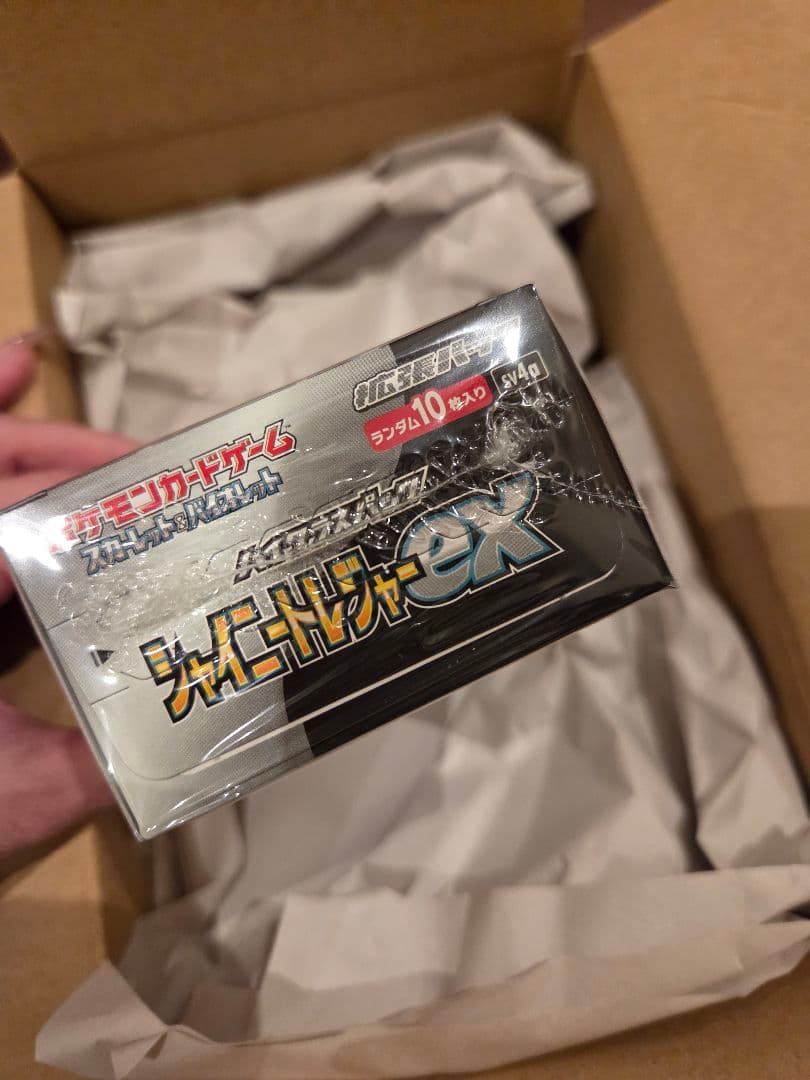 ポケモンカードゲーム
スカーレット&バイオレット
拡張パック
ランダム10枚入り
sv4a
ハイクラスパック
シャイニートレジャーex